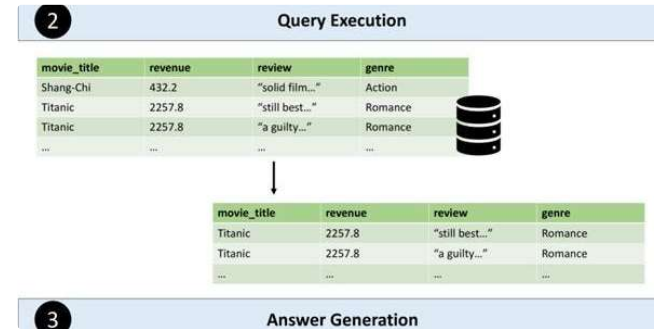 2 Query Execution
movie_title revenue review genre
Shang-Chi 432.2 "solid film..." Action
Titanic 2257.8 "still best..." Romance
Titanic 2257.8 "a guilty..." Romance
... ... ... ...
movie_title revenue review genre
Titanic 2257.8 "still best..." Romance
Titanic 2257.8 "a guilty..." Romance
... ... ... ...
3 Answer Generation